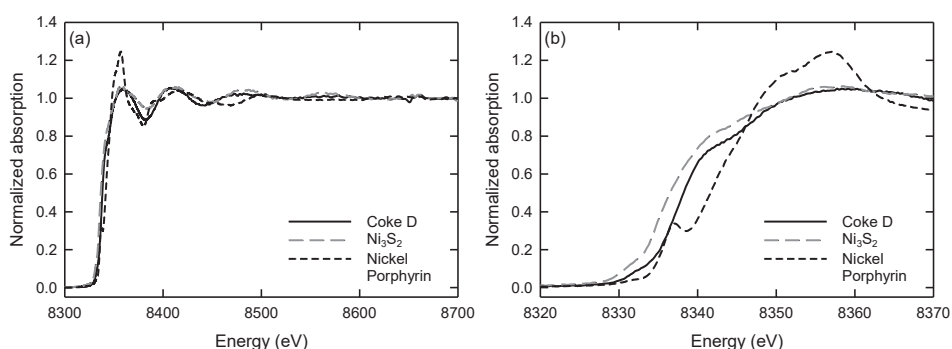 (a)
Normalized absorption
1.4
1.2
1.0
0.8
0.6
0.4
0.2
0.0
Coke D
Ni₃S₂
Nickel
Porphyrin
8300 8400 8500 8600 8700
Energy (eV)
(b)
Normalized absorption
1.4
1.2
1.0
0.8
0.6
0.4
0.2
0.0
Coke D
Ni₃S₂
Nickel
Porphyrin
8320 8330 8340 8350 8360 8370
Energy (eV)